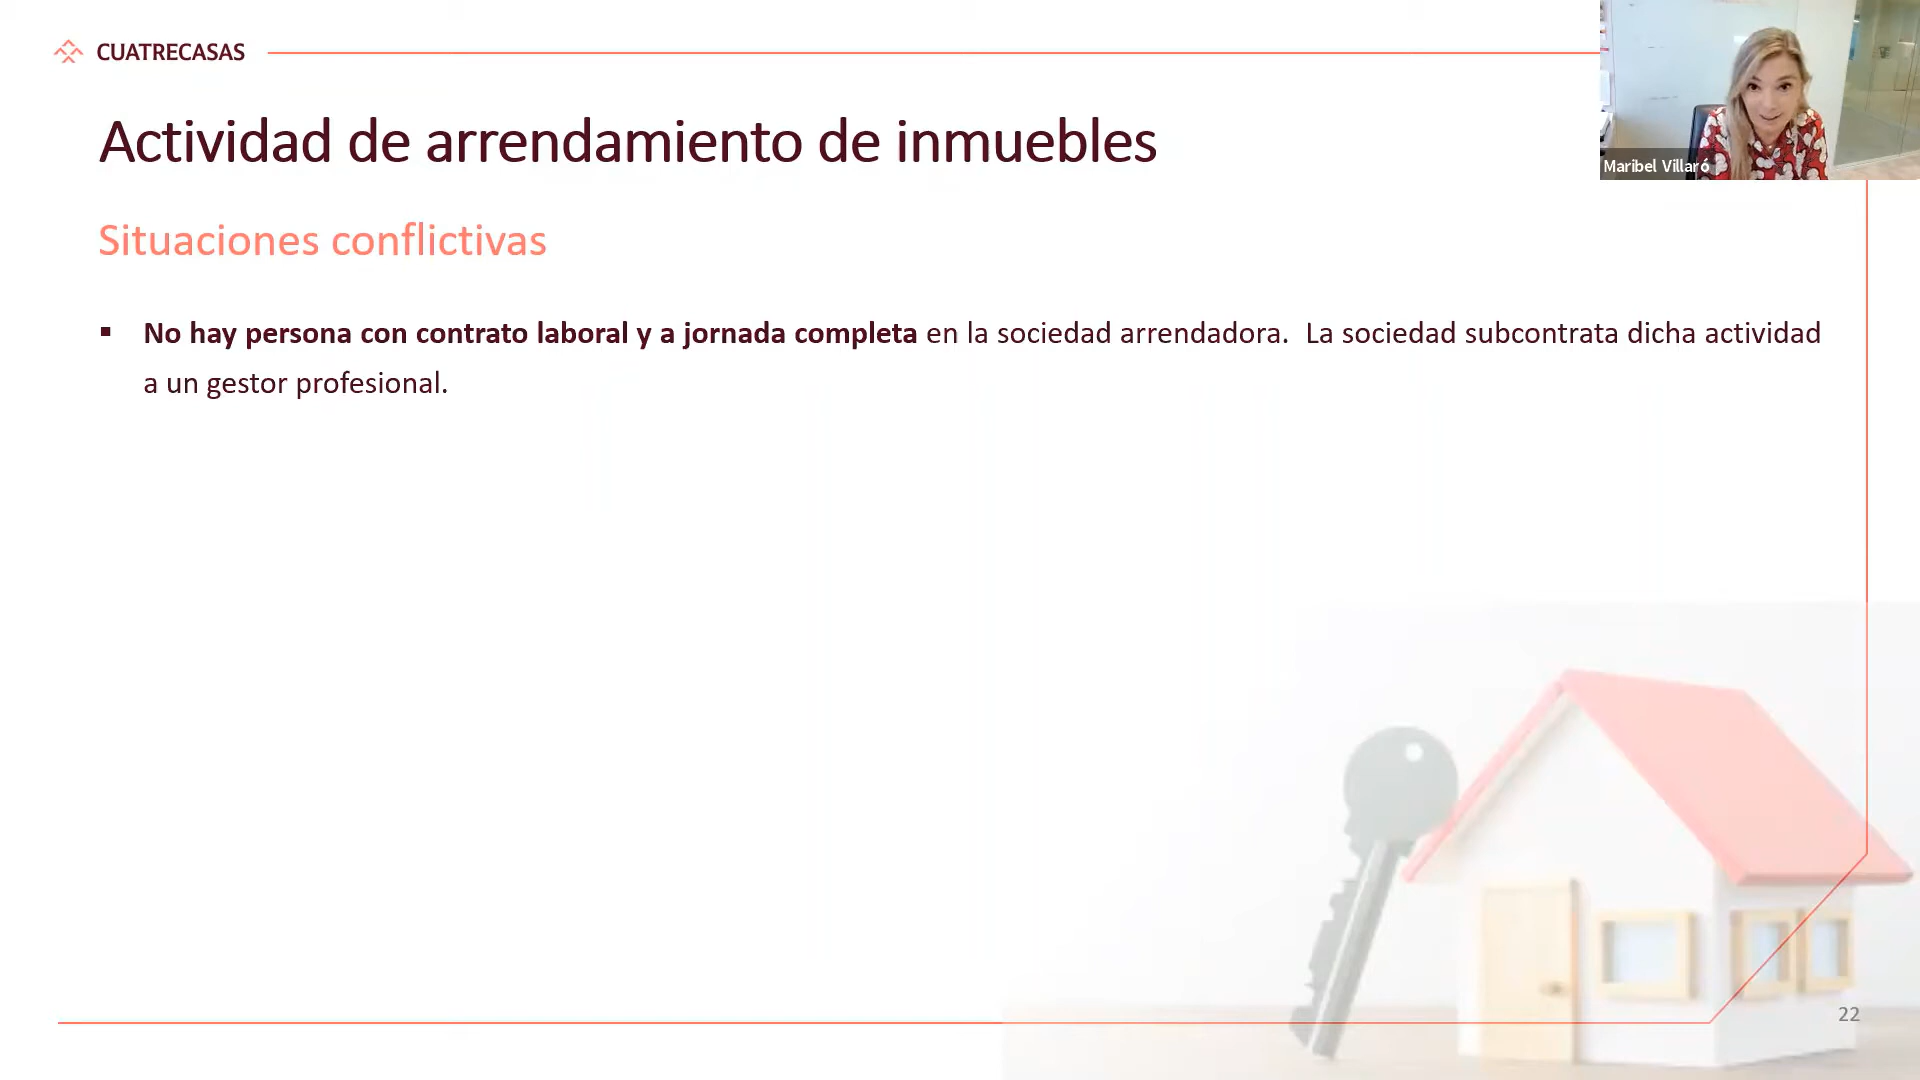 CUATRECASAS
Actividad de arrendamiento de inmuebles
Maribel Villaró
Situaciones conflictivas
▪ No hay persona con contrato laboral y a jornada completa en la sociedad arrendadora. La sociedad subcontrata dicha actividad
a un gestor profesional.
22